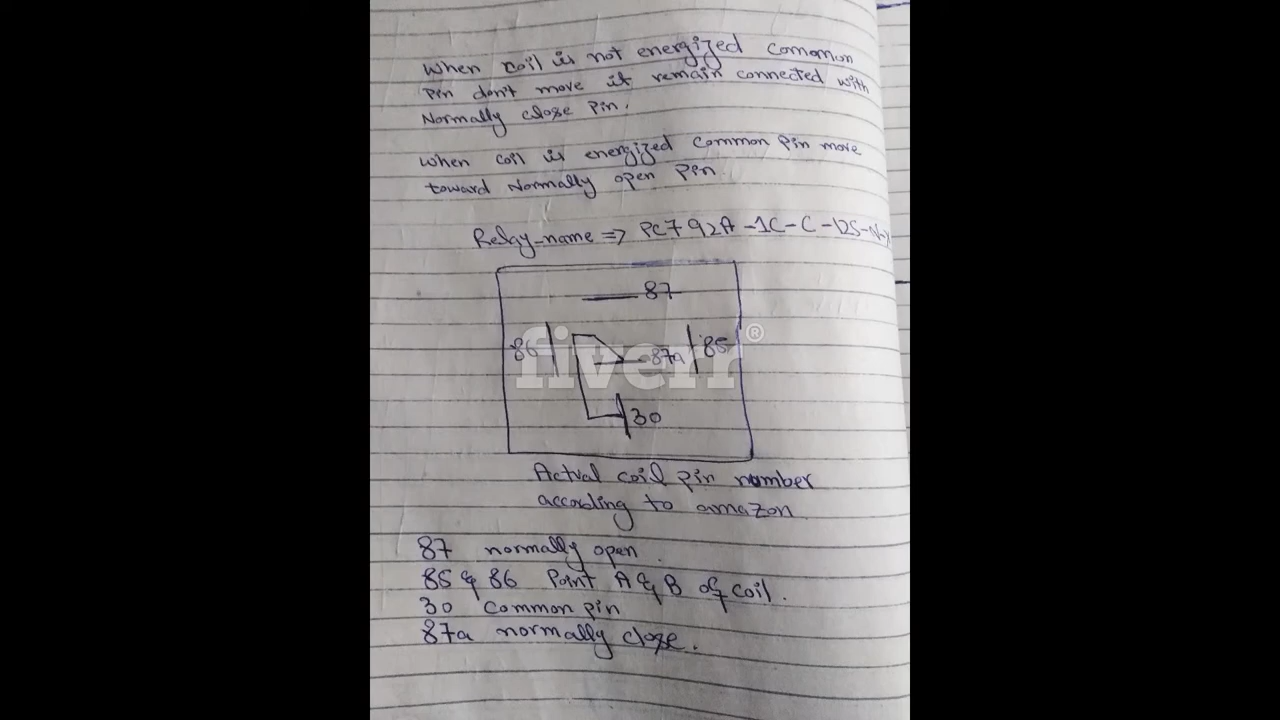 When coil is not energized common
Pin don't move it remain connected with
Normally close pin.
When coil is energized common pin move
toward Normally open pin.
Relay-name => PC792A-1C-C-12S-N-X
87
86
87a
85
fiverr®
30
Actual coil pin number
according to amazon
87 normally open.
85 & 86 Point A & B of coil.
30 common pin
87a normally close.